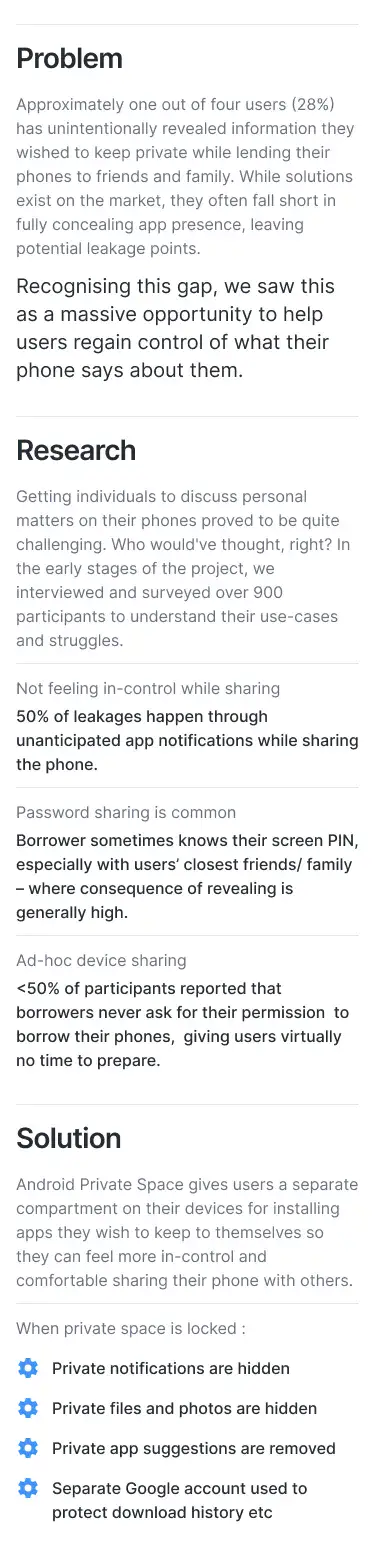 Problem
Approximately one out of four users (28%)
has unintentionally revealed information they
wished to keep private while lending their
phones to friends and family. While solutions
exist on the market, they often fall short in
fully concealing app presence, leaving
potential leakage points.
Recognising this gap, we saw this
as a massive opportunity to help
users regain control of what their
phone says about them.
Research
Getting individuals to discuss personal
matters on their phones proved to be quite
challenging. Who would've thought, right? In
the early stages of the project, we
interviewed and surveyed over 900
participants to understand their use-cases
and struggles.
Not feeling in-control while sharing
50% of leakages happen through
unanticipated app notifications while sharing
the phone.
Password sharing is common
Borrower sometimes knows their screen PIN,
especially with users’ closest friends/ family
– where consequence of revealing is
generally high.
Ad-hoc device sharing
<50% of participants reported that
borrowers never ask for their permission  to
borrow their phones,  giving users virtually
no time to prepare.
Solution
Android Private Space gives users a separate
compartment on their devices for installing
apps they wish to keep to themselves so
they can feel more in-control and
comfortable sharing their phone with others.
When private space is locked :
Private notifications are hidden
Private files and photos are hidden
Private app suggestions are removed
Separate Google account used to
protect download history etc